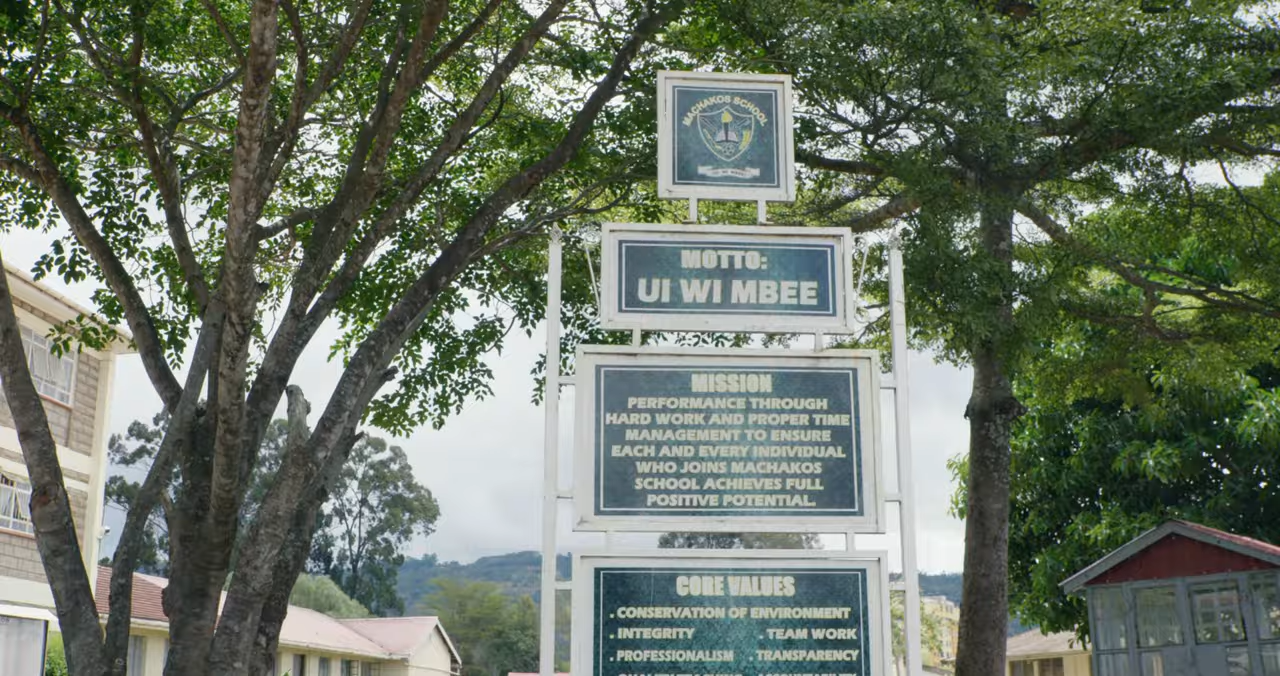 MACHAKOS SCHOOL
MOTTO:
UI WI MBEE
MISSION
PERFORMANCE THROUGH
HARD WORK AND PROPER TIME
MANAGEMENT TO ENSURE
EACH AND EVERY INDIVIDUAL
WHO JOINS MACHAKOS
SCHOOL ACHIEVES FULL
POSITIVE POTENTIAL.
CORE VALUES
. CONSERVATION OF ENVIRONMENT
. INTEGRITY . TEAM WORK
. PROFESSIONALISM . TRANSPARENCY